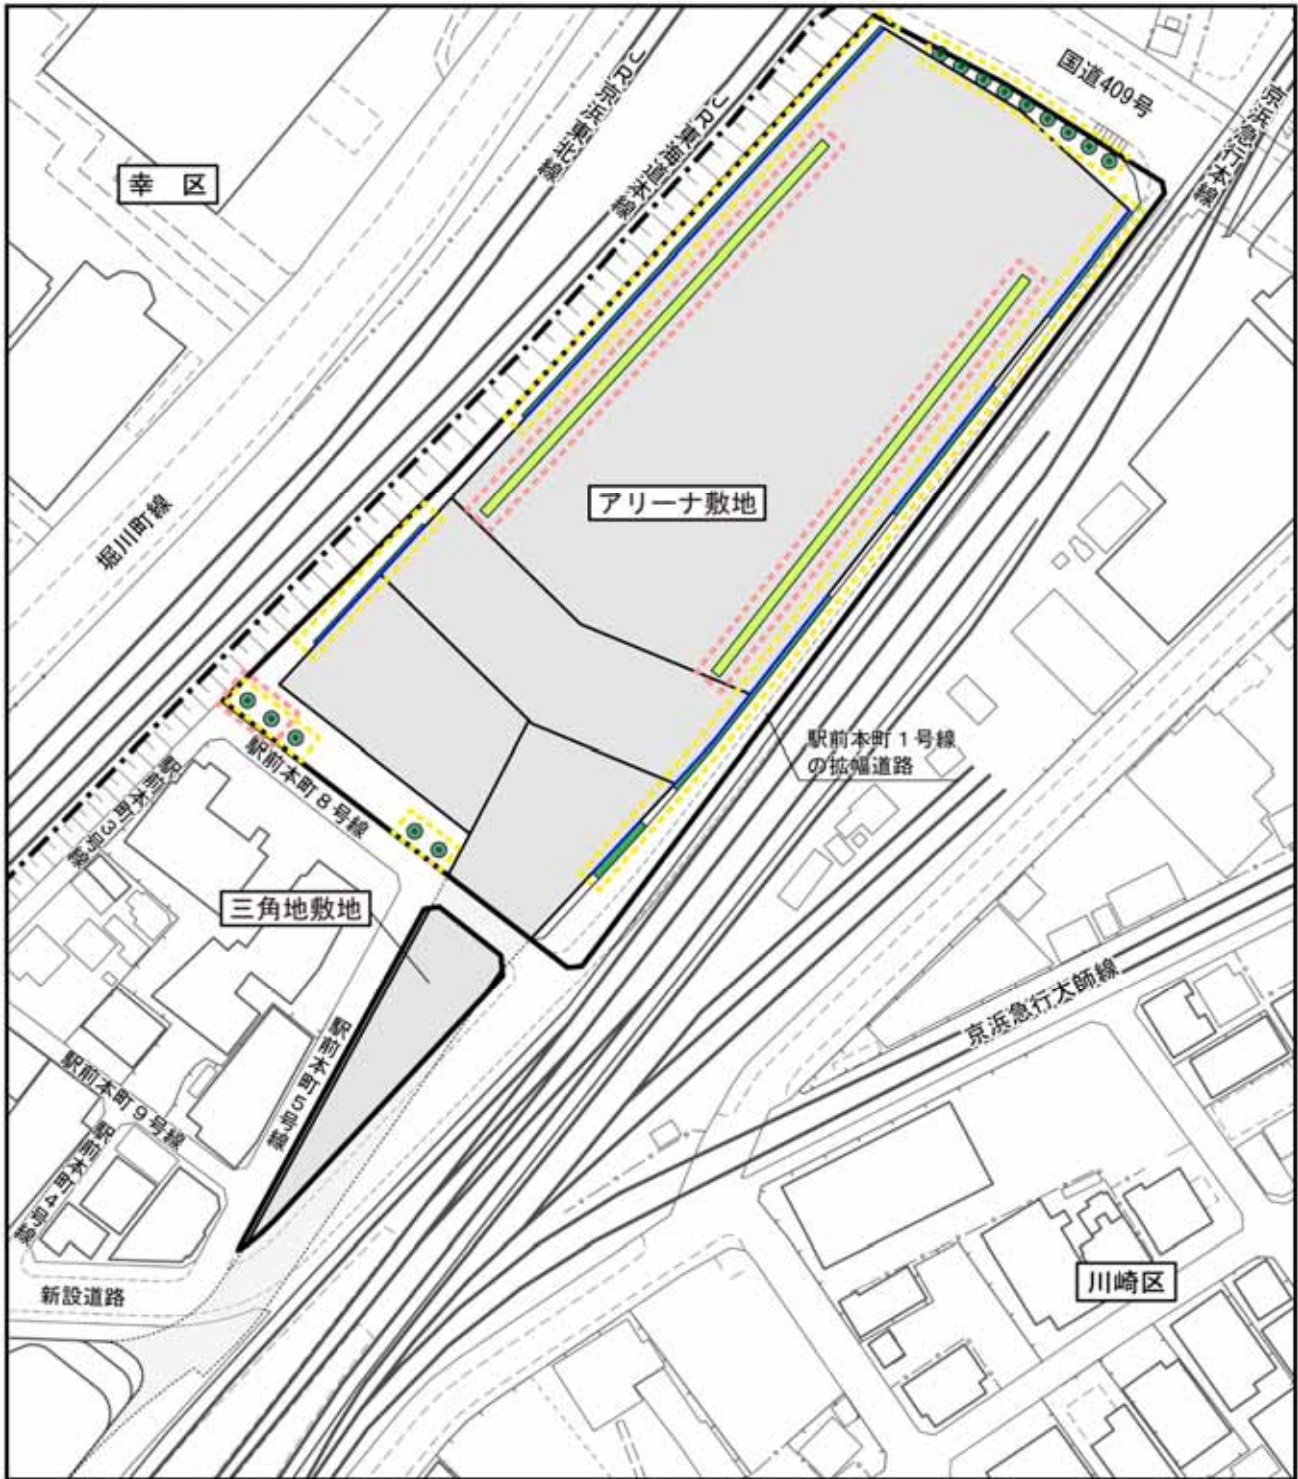 国道409号
京浜急行本線
JR京浜東北線
JR東海道本線
幸 区
アリーナ敷地
堀川町線
駅前本町1号線
の拡幅道路
駅前本町8号線
駅前本町3号線
三角地敷地
京浜急行大師線
駅前本町5号線
駅前本町9号線
駅前本町4号線
新設道路
川崎区